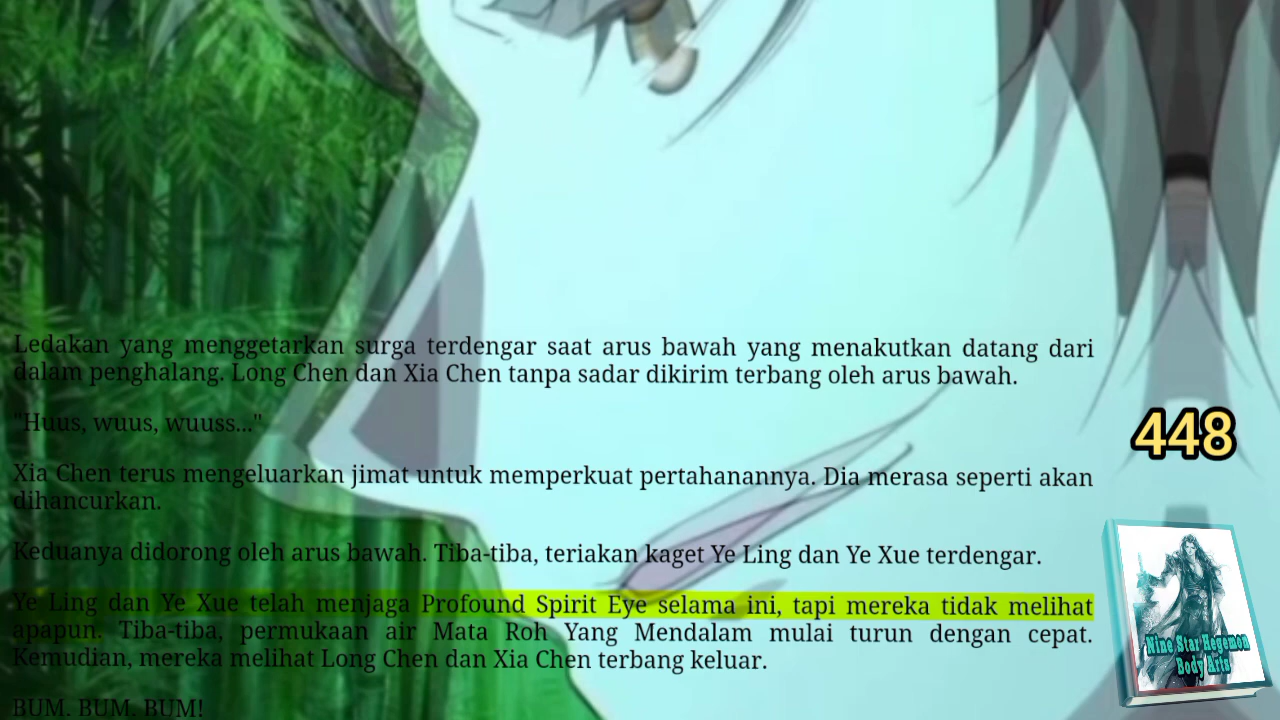 Ledakan yang menggetarkan surga terdengar saat arus bawah yang menakutkan datang dari
dalam penghalang. Long Chen dan Xia Chen tanpa sadar dikirim terbang oleh arus bawah.
"Huus, wuus, wuuss..."
Xia Chen terus mengeluarkan jimat untuk memperkuat pertahanannya. Dia merasa seperti akan
dihancurkan.
Keduanya didorong oleh arus bawah. Tiba-tiba, teriakan kaget Ye Ling dan Ye Xue terdengar.
Ye Ling dan Ye Xue telah menjaga Profound Spirit Eye selama ini, tapi mereka tidak melihat
apapun. Tiba-tiba, permukaan air Mata Roh Yang Mendalam mulai turun dengan cepat.
Kemudian, mereka melihat Long Chen dan Xia Chen terbang keluar.
BUM. BUM. BUM!
448
Nine Star Hegemon
Body Arts